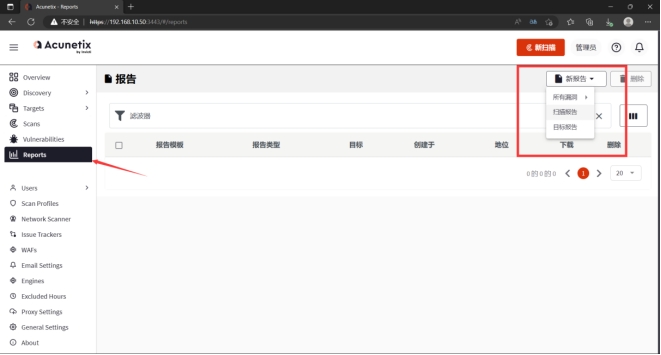 Acunetix - Reports
不安全 | https://192.168.10.50:3443/#/reports
Acunetix
新扫描
管理员
Overview
Discovery
Targets
Scans
Vulnerabilities
Reports
Users
Scan Profiles
Network Scanner
Issue Trackers
WAFs
Email Settings
Engines
Excluded Hours
Proxy Settings
General Settings
About
报告
新报告
删除
所有漏洞
扫描报告
目标报告
滤波器
报告模板 报告类型 目标 创建于 地位 下载 删除
0 的 0 的 0
1
20